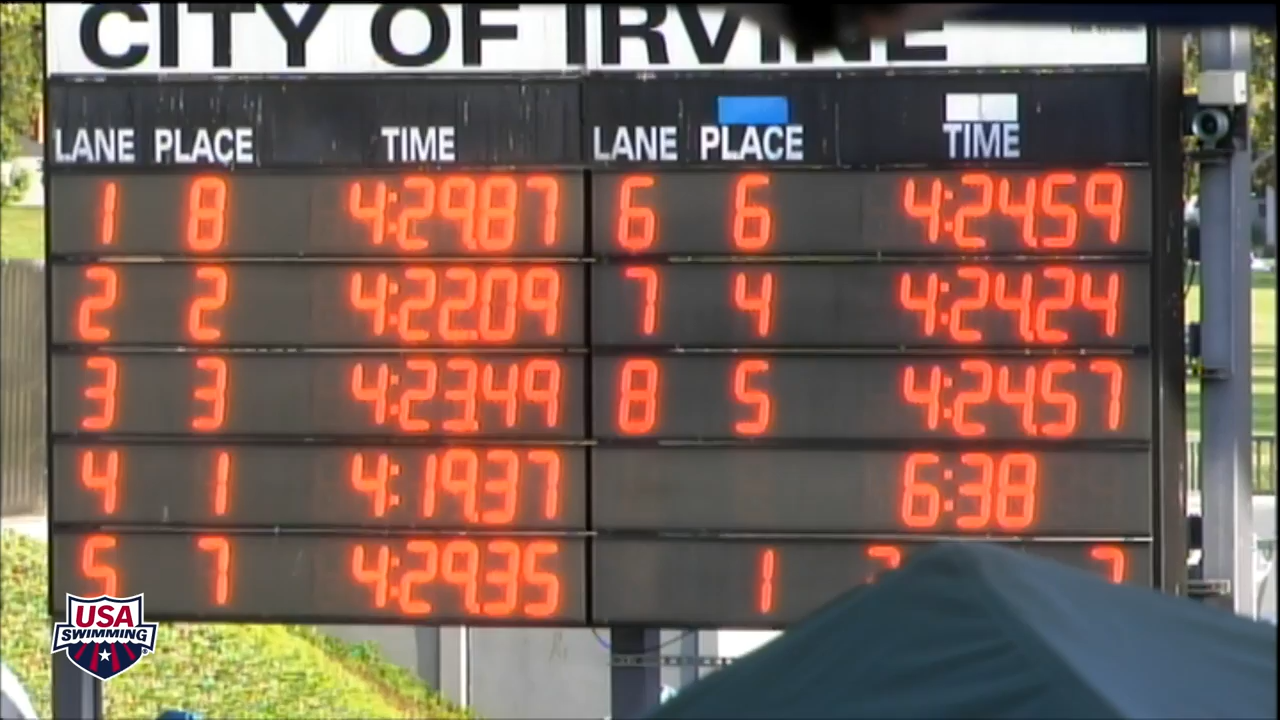 CITY OF IRVINE
LANE PLACE TIME LANE PLACE TIME
1 8 4:29.87 6 6 4:24.59
2 2 4:22.09 7 4 4:24.24
3 3 4:23.49 8 5 4:24.57
4 1 4:19.37 6:38
5 7 4:29.35 1
USA
SWIMMING